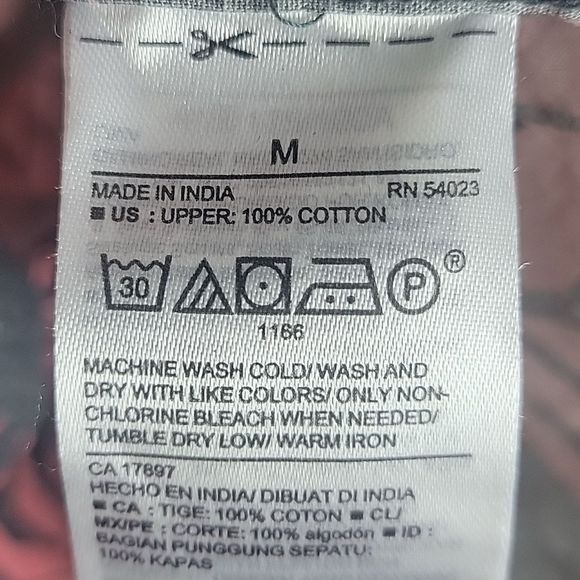 M
MADE IN INDIA RN 54023
■ US : UPPER: 100% COTTON
30 P ®
1166
MACHINE WASH COLD/ WASH AND
DRY WITH LIKE COLORS/ ONLY NON-
CHLORINE BLEACH WHEN NEEDED/
TUMBLE DRY LOW/ WARM IRON
CA 17897
HECHO EN INDIA/ DIBUAT DI INDIA
■ CA : TIGE: 100% COTON ■ CL/
MX/PE : CORTE: 100% algodón ■ ID :
BAGIAN PUNGGUNG SEPATU:
100% KAPAS